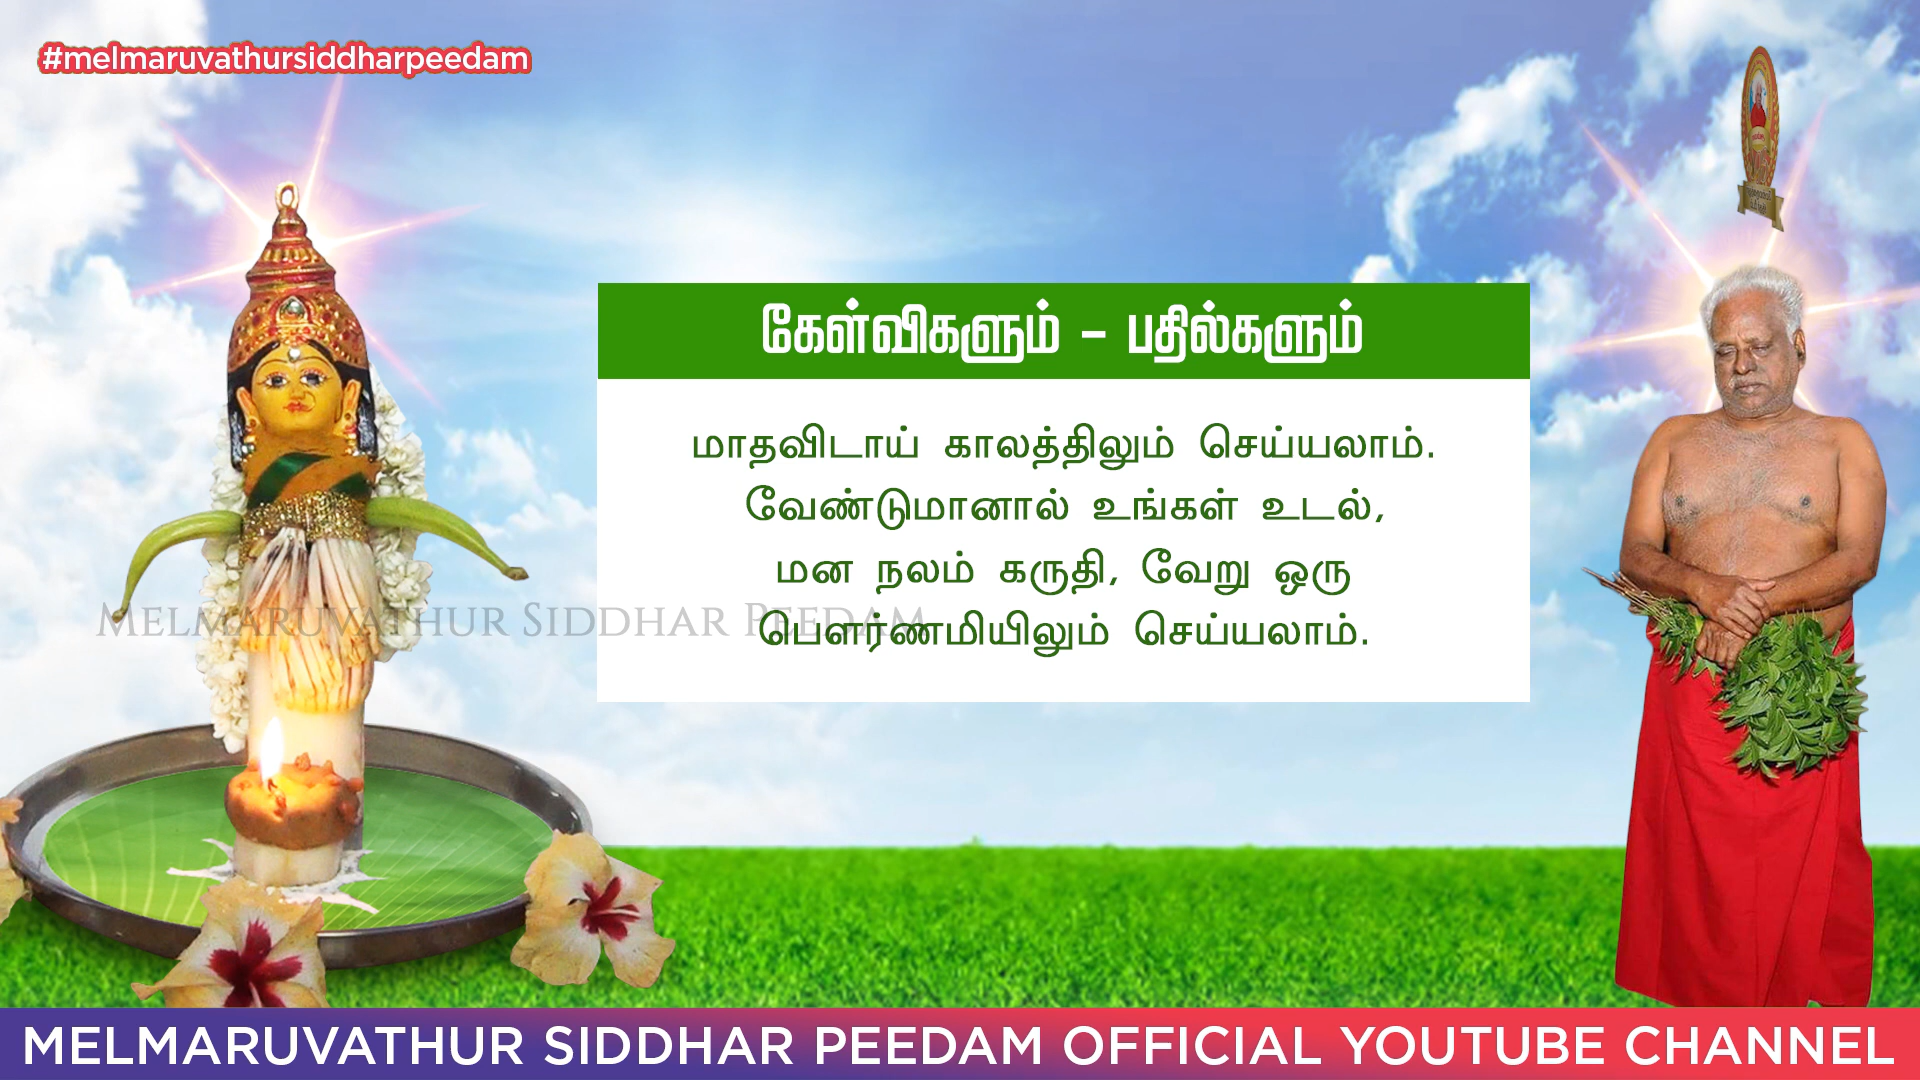 #melmaruvathursiddharpeedam
கேள்விகளும் - பதில்களும்
மாதவிடாய் காலத்திலும் செய்யலாம்.
வேண்டுமானால் உங்கள் உடல்,
மன நலம் கருதி, வேறு ஒரு
பௌர்ணமியிலும் செய்யலாம்.
MELMARUVATHUR SIDDHAR PEEDAM
MELMARUVATHUR SIDDHAR PEEDAM OFFICIAL YOUTUBE CHANNEL